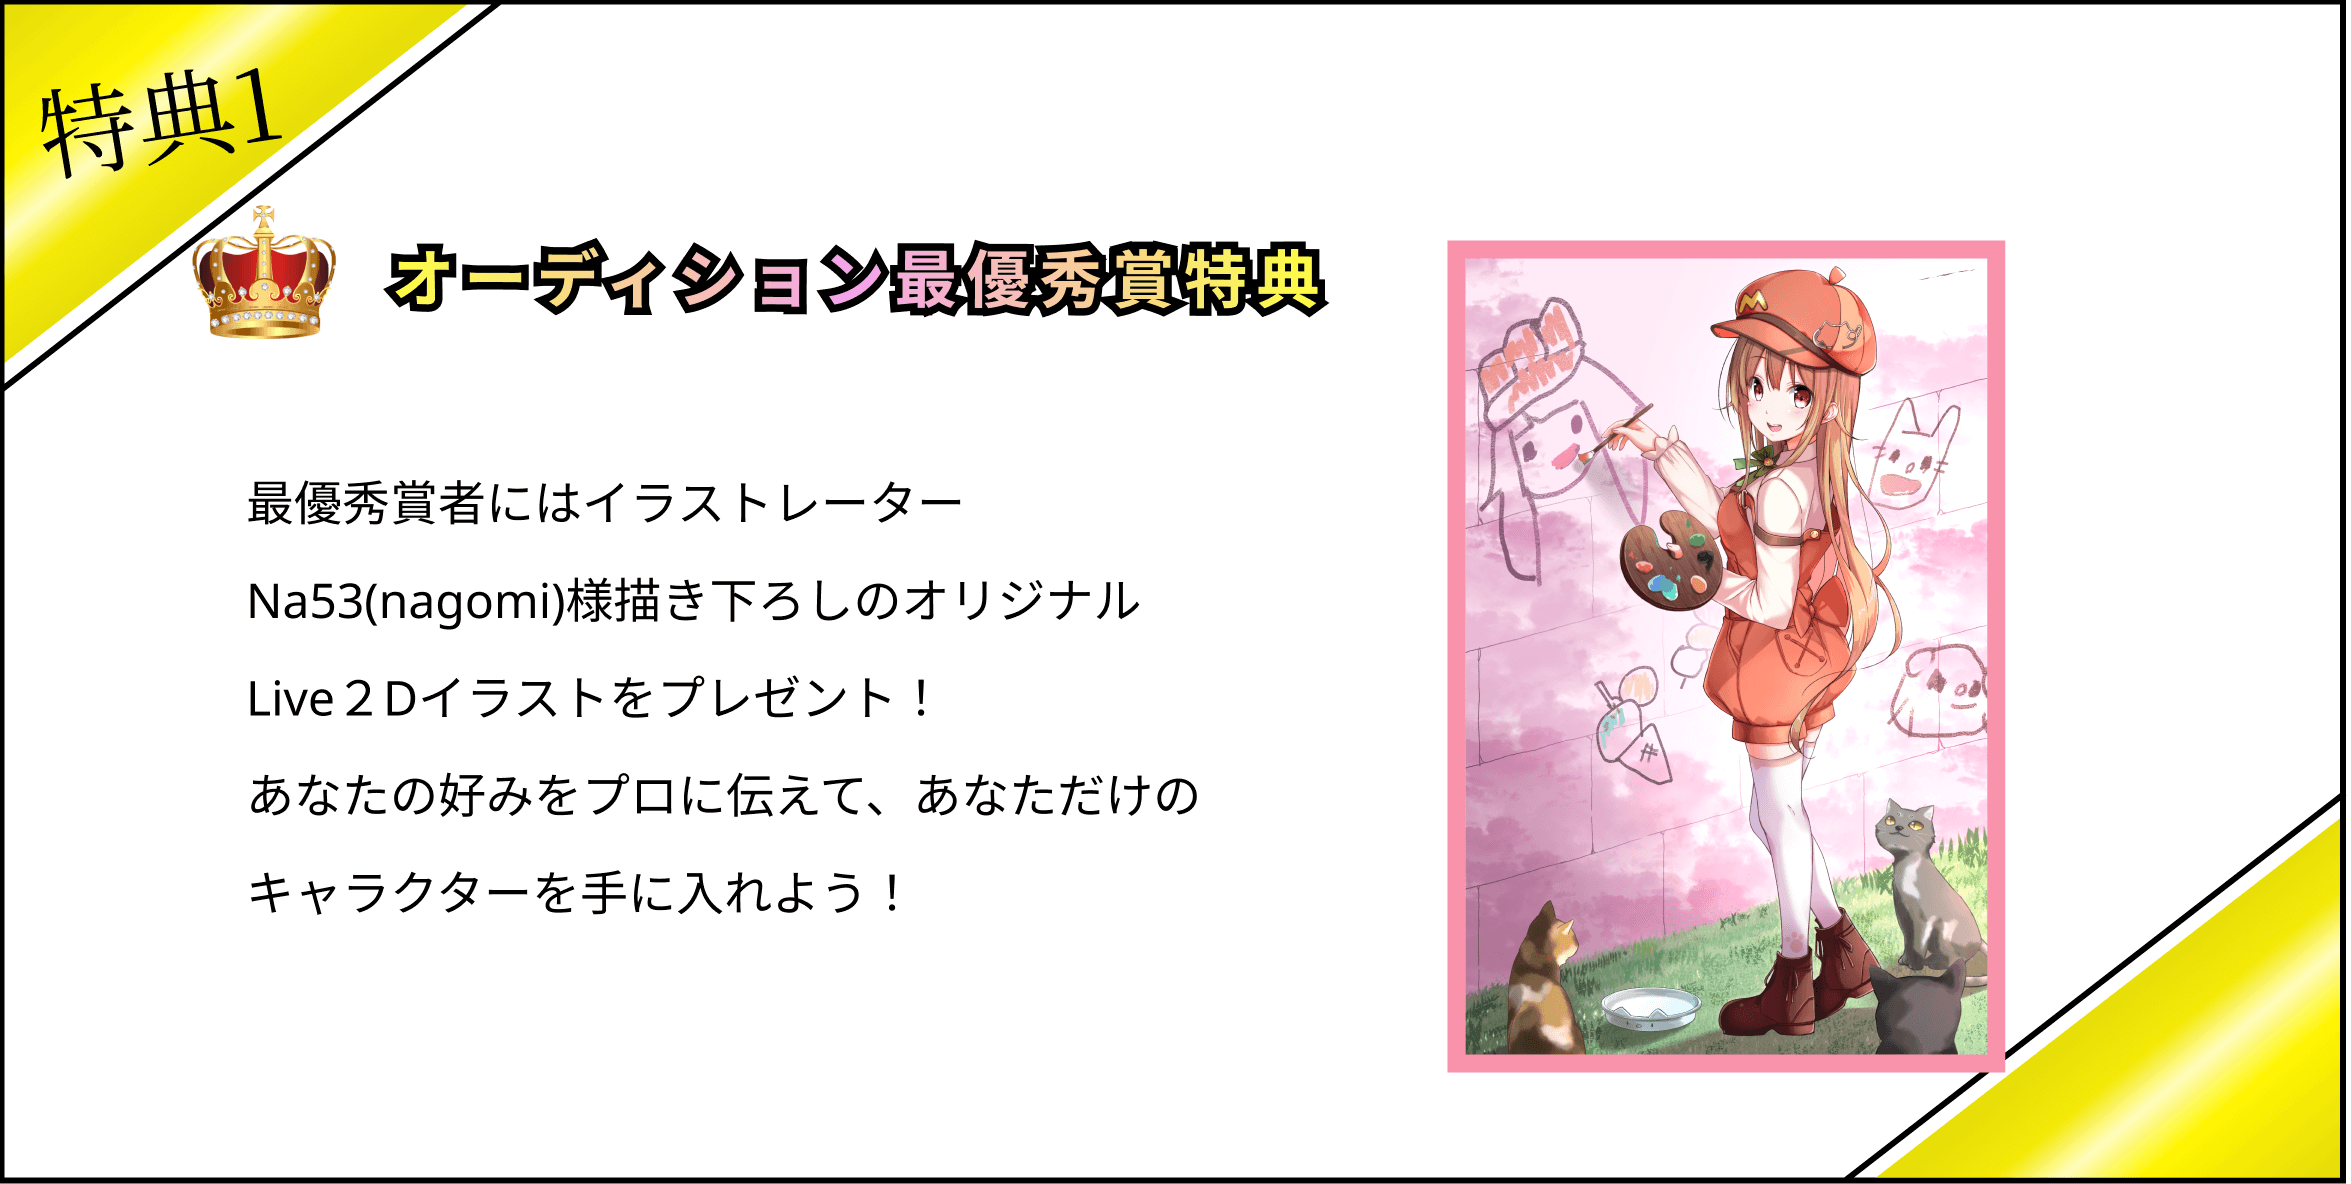 特典1
オーディション最優秀賞特典
最優秀賞者にはイラストレーター
Na53(nagomi)様描き下ろしのオリジナル
Live２Dイラストをプレゼント！
あなたの好みをプロに伝えて、あなただけの
キャラクターを手に入れよう！
M